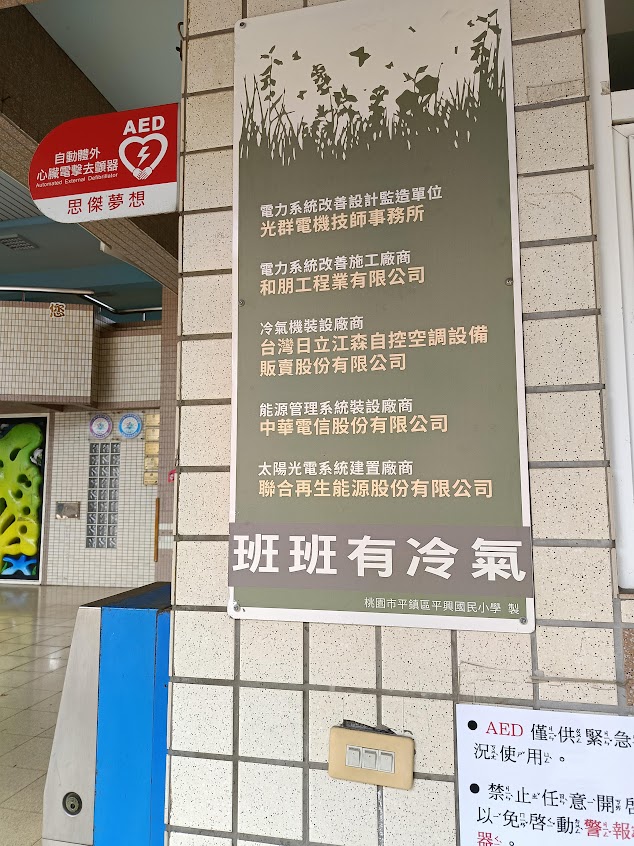 AED
自動體外
心臟電擊去顫器
Automated External Defibrillator
思傑夢想
電力系統改善設計監造單位
光群電機技師事務所
電力系統改善施工廠商
和朋工程業有限公司
冷氣機裝設廠商
台灣日立江森自控空調設備
販賣股份有限公司
能源管理系統裝設廠商
中華電信股份有限公司
太陽光電系統建置廠商
聯合再生能源股份有限公司
班班有冷氣
桃園市平鎮區平興國民小學 製
● AED 僅供緊急
況使用。
● 禁止任意開啓
以免啓動警報
器。